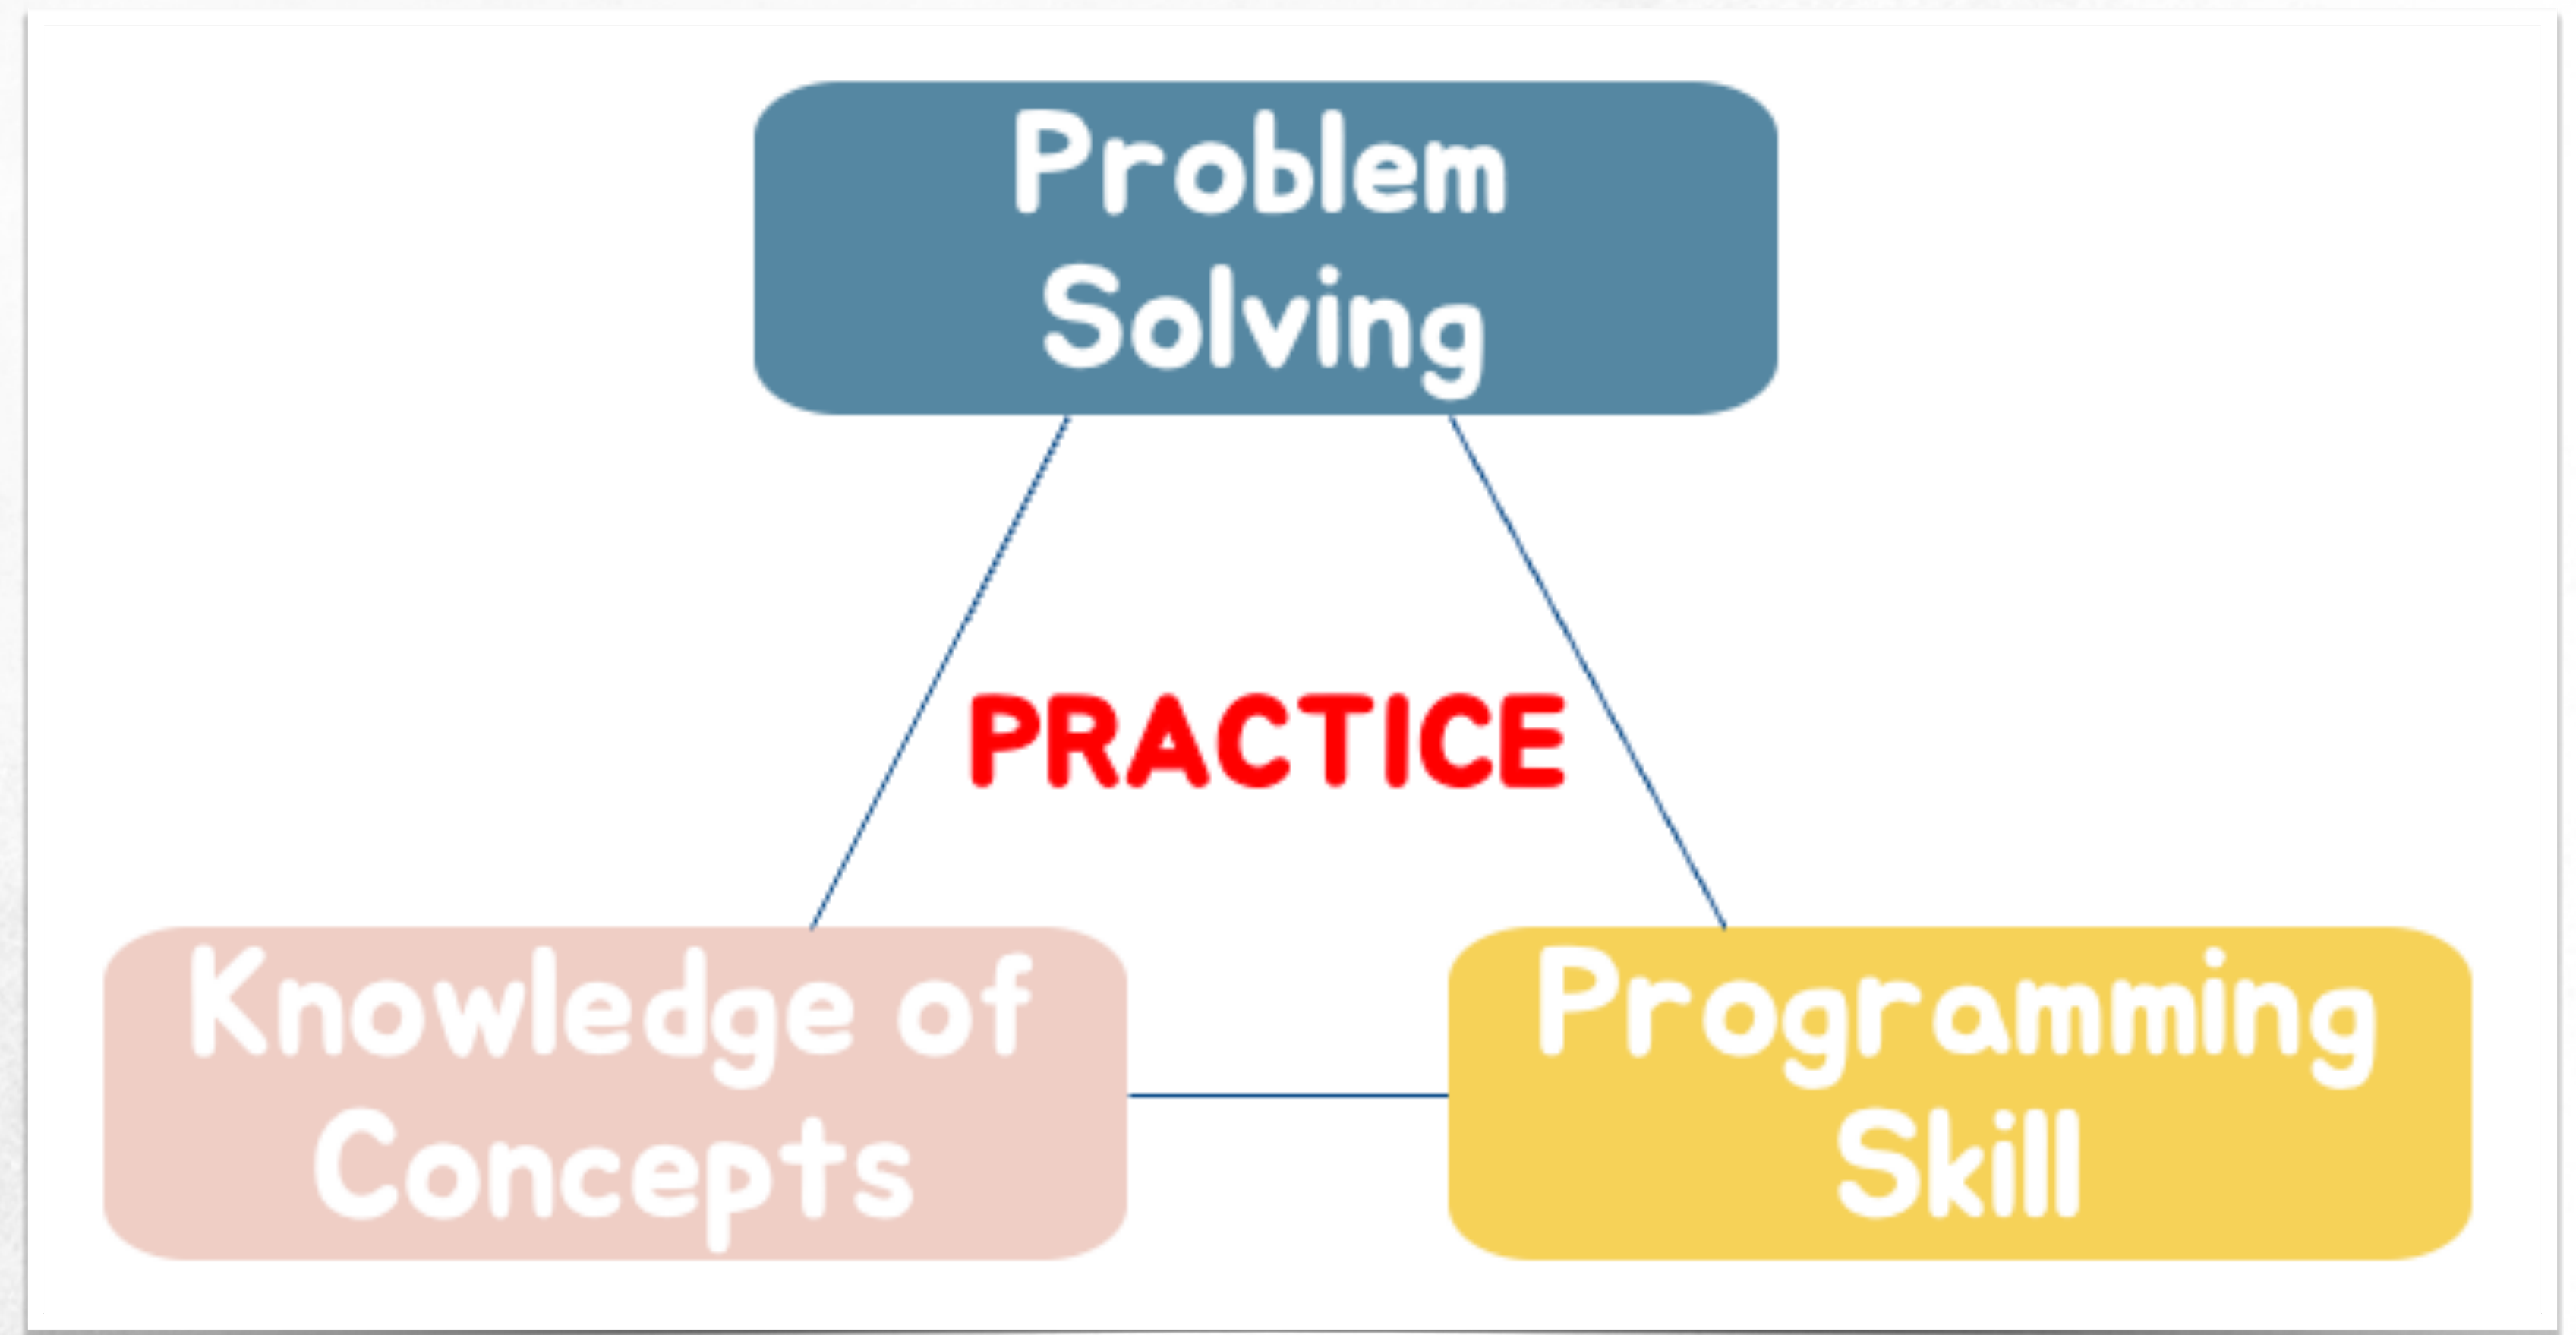 Problem
Solving
PRACTICE
Knowledge of
Concepts
Programming
Skill